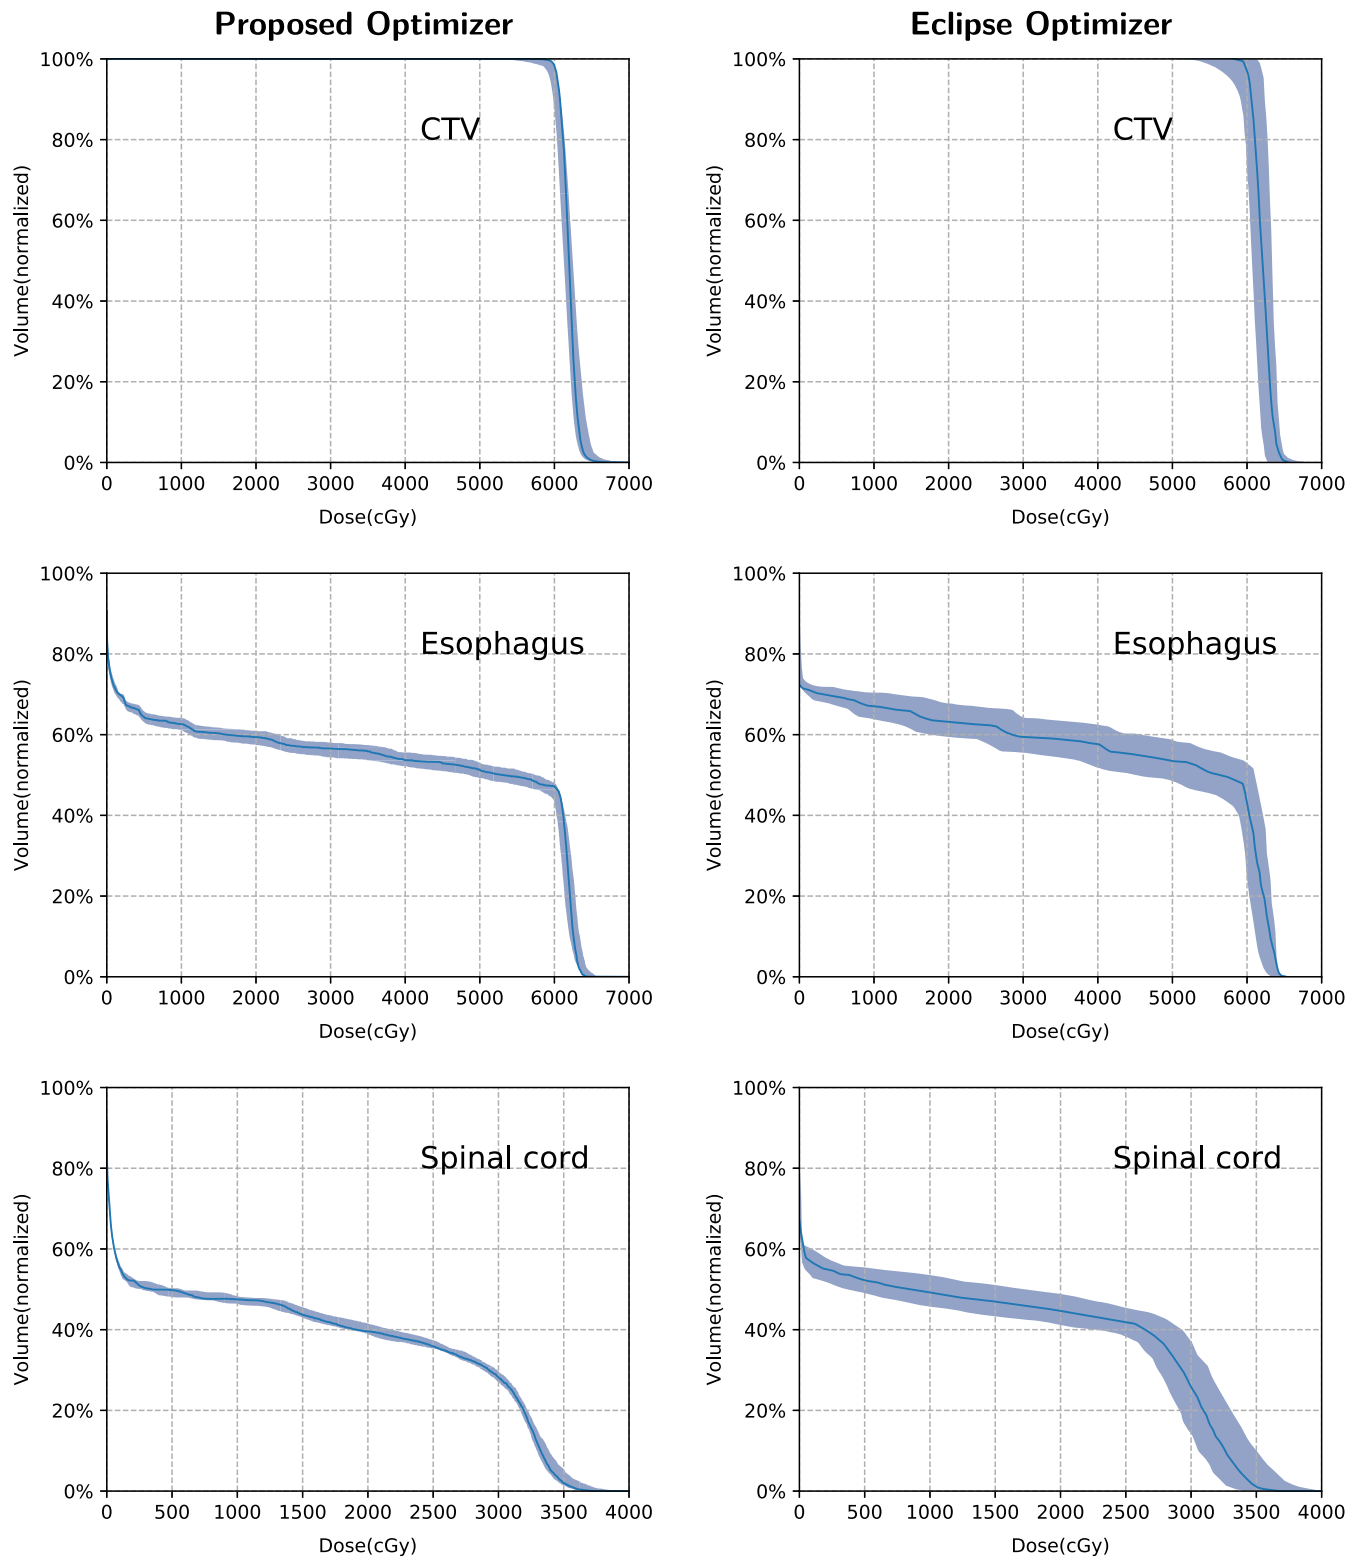 Proposed Optimizer
Eclipse Optimizer
100%
80%
60%
40%
20%
0%
Volume(normalized)
CTV
0 1000 2000 3000 4000 5000 6000 7000
Dose(cGy)
100%
80%
60%
40%
20%
0%
Volume(normalized)
CTV
0 1000 2000 3000 4000 5000 6000 7000
Dose(cGy)
100%
80%
60%
40%
20%
0%
Volume(normalized)
Esophagus
0 1000 2000 3000 4000 5000 6000 7000
Dose(cGy)
100%
80%
60%
40%
20%
0%
Volume(normalized)
Esophagus
0 1000 2000 3000 4000 5000 6000 7000
Dose(cGy)
100%
80%
60%
40%
20%
0%
Volume(normalized)
Spinal cord
0 500 1000 1500 2000 2500 3000 3500 4000
Dose(cGy)
100%
80%
60%
40%
20%
0%
Volume(normalized)
Spinal cord
0 500 1000 1500 2000 2500 3000 3500 4000
Dose(cGy)